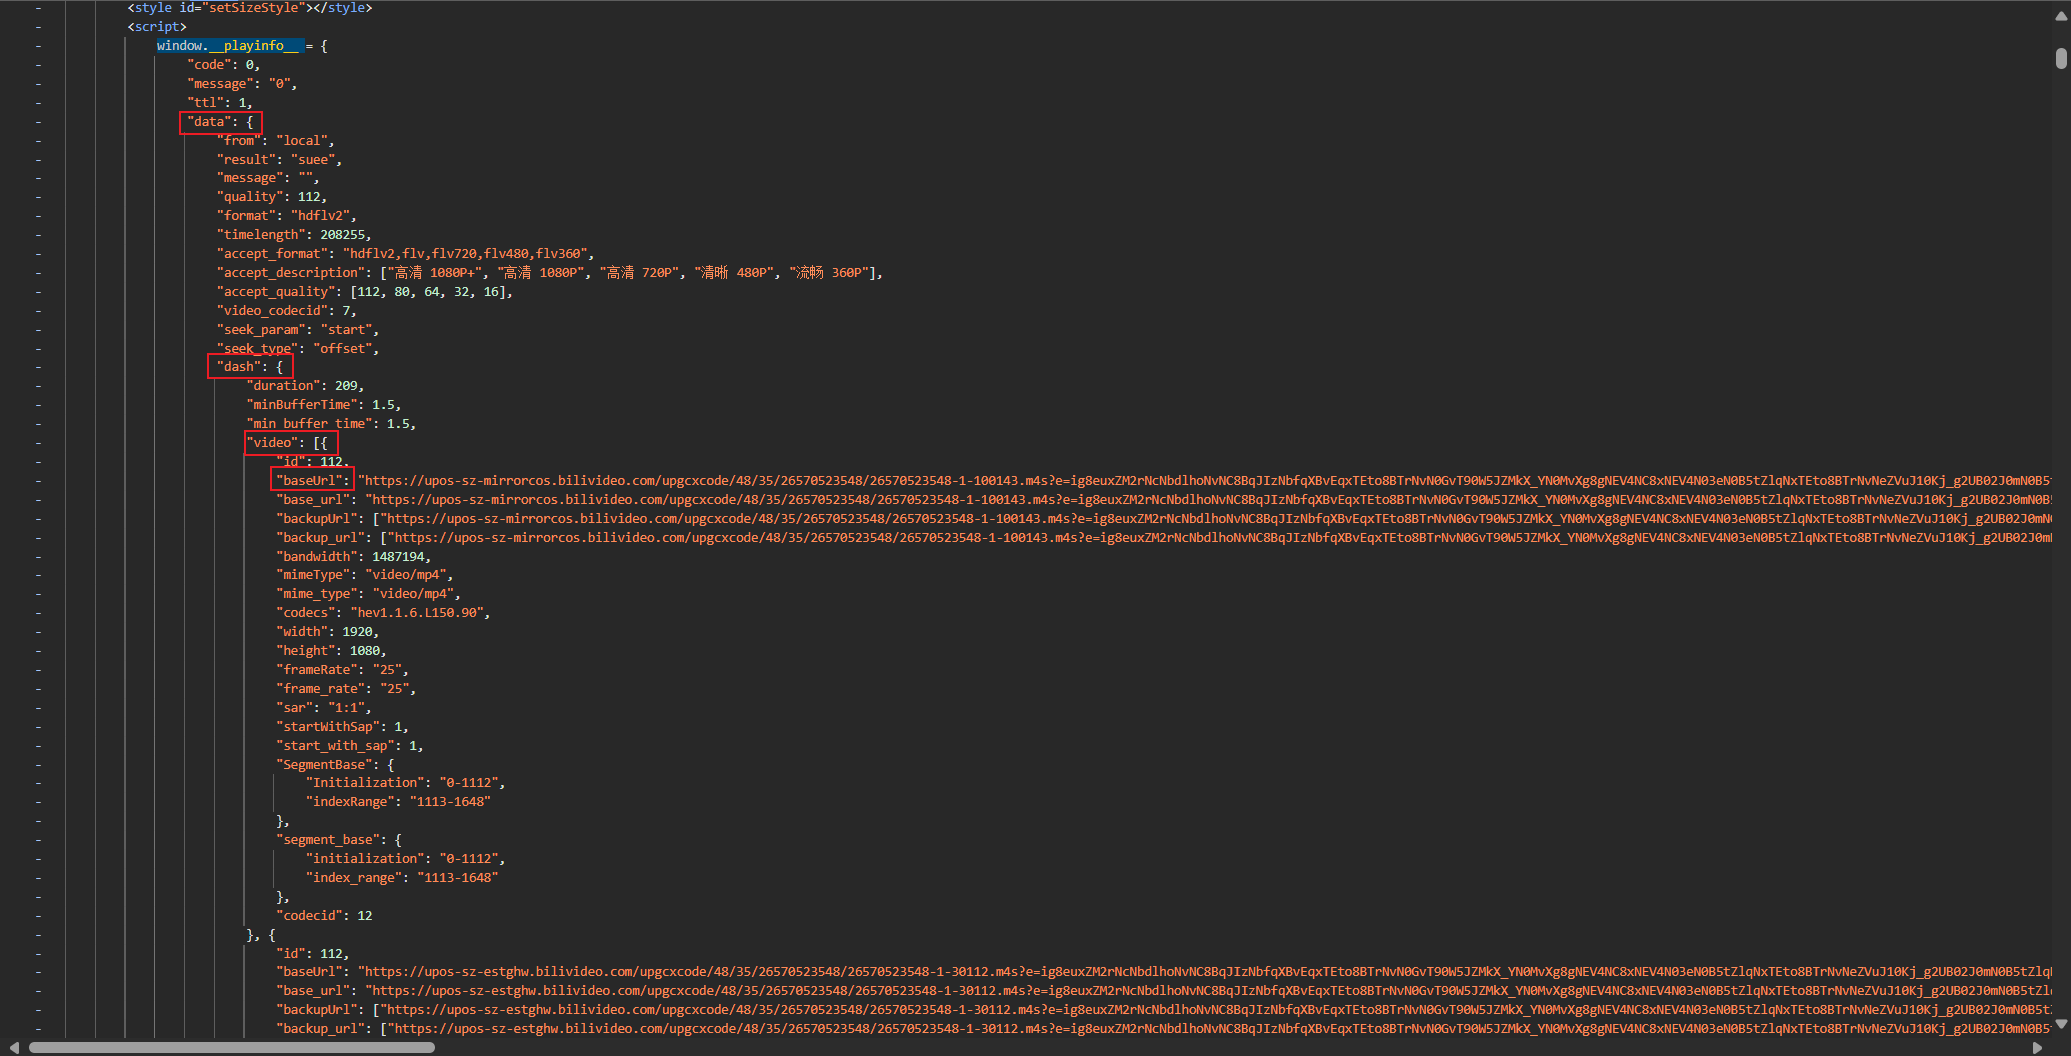 <style id="setSizeStyle"></style>
<script>
window.__playinfo__ = {
"code": 0,
"message": "0",
"ttl": 1,
"data": {
"from": "local",
"result": "suee",
"message": "",
"quality": 112,
"format": "hdflv2",
"timelength": 208255,
"accept_format": "hdflv2,flv,flv720,flv480,flv360",
"accept_description": ["高清 1080P+", "高清 1080P", "高清 720P", "清晰 480P", "流畅 360P"],
"accept_quality": [112, 80, 64, 32, 16],
"video_codecid": 7,
"seek_param": "start",
"seek_type": "offset",
"dash": {
"duration": 209,
"minBufferTime": 1.5,
"min_buffer_time": 1.5,
"video": [{
"id": 112,
"baseUrl": "https://upos-sz-mirrorcos.bilivideo.com/upgcxcode/48/35/26570523548/26570523548-1-100143.m4s?e=ig8euxZM2rNcNbdlhoNvNC8BqJIzNbfqXBvEqxTEto8BTrNvN0GvT90W5JZMkX_YN0MvXg8gNEV4NC8xNEV4N03eN0B5tZlqNxTEto8BTrNvNeZVuJ10Kj_g2UB02J0mN0B5
"base_url": "https://upos-sz-mirrorcos.bilivideo.com/upgcxcode/48/35/26570523548/26570523548-1-100143.m4s?e=ig8euxZM2rNcNbdlhoNvNC8BqJIzNbfqXBvEqxTEto8BTrNvN0GvT90W5JZMkX_YN0MvXg8gNEV4NC8xNEV4N03eN0B5tZlqNxTEto8BTrNvNeZVuJ10Kj_g2UB02J0mN0B5
"backupUrl": ["https://upos-sz-mirrorcos.bilivideo.com/upgcxcode/48/35/26570523548/26570523548-1-100143.m4s?e=ig8euxZM2rNcNbdlhoNvNC8BqJIzNbfqXBvEqxTEto8BTrNvN0GvT90W5JZMkX_YN0MvXg8gNEV4NC8xNEV4N03eN0B5tZlqNxTEto8BTrNvNeZVuJ10Kj_g2UB02J0mN
"backup_url": ["https://upos-sz-mirrorcos.bilivideo.com/upgcxcode/48/35/26570523548/26570523548-1-100143.m4s?e=ig8euxZM2rNcNbdlhoNvNC8BqJIzNbfqXBvEqxTEto8BTrNvN0GvT90W5JZMkX_YN0MvXg8gNEV4NC8xNEV4N03eN0B5tZlqNxTEto8BTrNvNeZVuJ10Kj_g2UB02J0m
"bandwidth": 1487194,
"mimeType": "video/mp4",
"mime_type": "video/mp4",
"codecs": "hev1.1.6.L150.90",
"width": 1920,
"height": 1080,
"frameRate": "25",
"frame_rate": "25",
"sar": "1:1",
"startWithSap": 1,
"start_with_sap": 1,
"SegmentBase": {
"Initialization": "0-1112",
"indexRange": "1113-1648"
},
"segment_base": {
"initialization": "0-1112",
"index_range": "1113-1648"
},
"codecid": 12
}, {
"id": 112,
"baseUrl": "https://upos-sz-estghw.bilivideo.com/upgcxcode/48/35/26570523548/26570523548-1-30112.m4s?e=ig8euxZM2rNcNbdlhoNvNC8BqJIzNbfqXBvEqxTEto8BTrNvN0GvT90W5JZMkX_YN0MvXg8gNEV4NC8xNEV4N03eN0B5tZlqNxTEto8BTrNvNeZVuJ10Kj_g2UB02J0mN0B5tZlq
"base_url": "https://upos-sz-estghw.bilivideo.com/upgcxcode/48/35/26570523548/26570523548-1-30112.m4s?e=ig8euxZM2rNcNbdlhoNvNC8BqJIzNbfqXBvEqxTEto8BTrNvN0GvT90W5JZMkX_YN0MvXg8gNEV4NC8xNEV4N03eN0B5tZlqNxTEto8BTrNvNeZVuJ10Kj_g2UB02J0mN0B5tZl
"backupUrl": ["https://upos-sz-estghw.bilivideo.com/upgcxcode/48/35/26570523548/26570523548-1-30112.m4s?e=ig8euxZM2rNcNbdlhoNvNC8BqJIzNbfqXBvEqxTEto8BTrNvN0GvT90W5JZMkX_YN0MvXg8gNEV4NC8xNEV4N03eN0B5tZlqNxTEto8BTrNvNeZVuJ10Kj_g2UB02J0mN0B5t
"backup_url": ["https://upos-sz-estghw.bilivideo.com/upgcxcode/48/35/26570523548/26570523548-1-30112.m4s?e=ig8euxZM2rNcNbdlhoNvNC8BqJIzNbfqXBvEqxTEto8BTrNvN0GvT90W5JZMkX_YN0MvXg8gNEV4NC8xNEV4N03eN0B5tZlqNxTEto8BTrNvNeZVuJ10Kj_g2UB02J0mN0B5